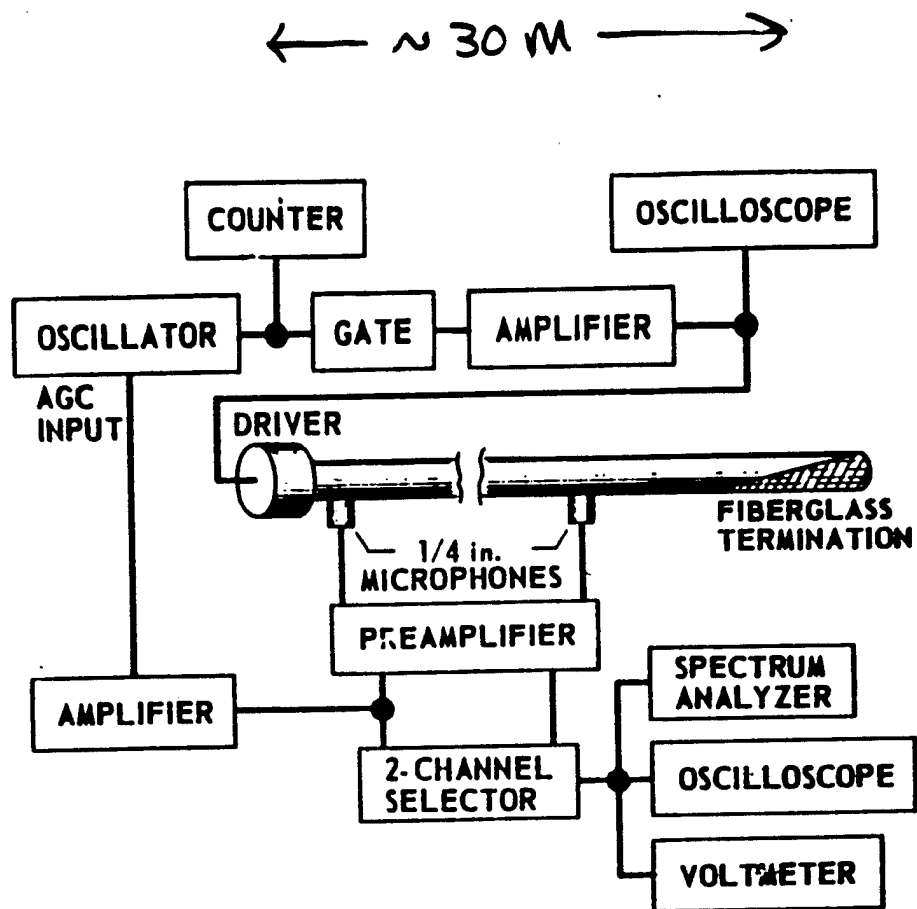 ~ 30 M
COUNTER
OSCILLOSCOPE
OSCILLATOR
GATE
AMPLIFIER
AGC
INPUT
DRIVER
FIBERGLASS
TERMINATION
1/4 in.
MICROPHONES
PREAMPLIFIER
AMPLIFIER
SPECTRUM
ANALYZER
2-CHANNEL
SELECTOR
OSCILLOSCOPE
VOLTMETER